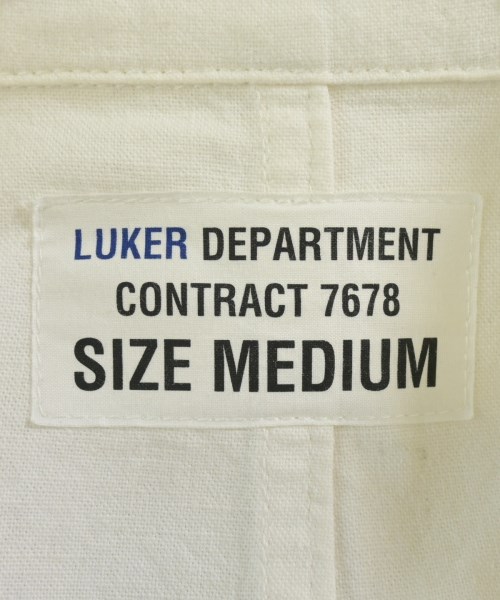 LUKER DEPARTMENT
CONTRACT 7678
SIZE MEDIUM